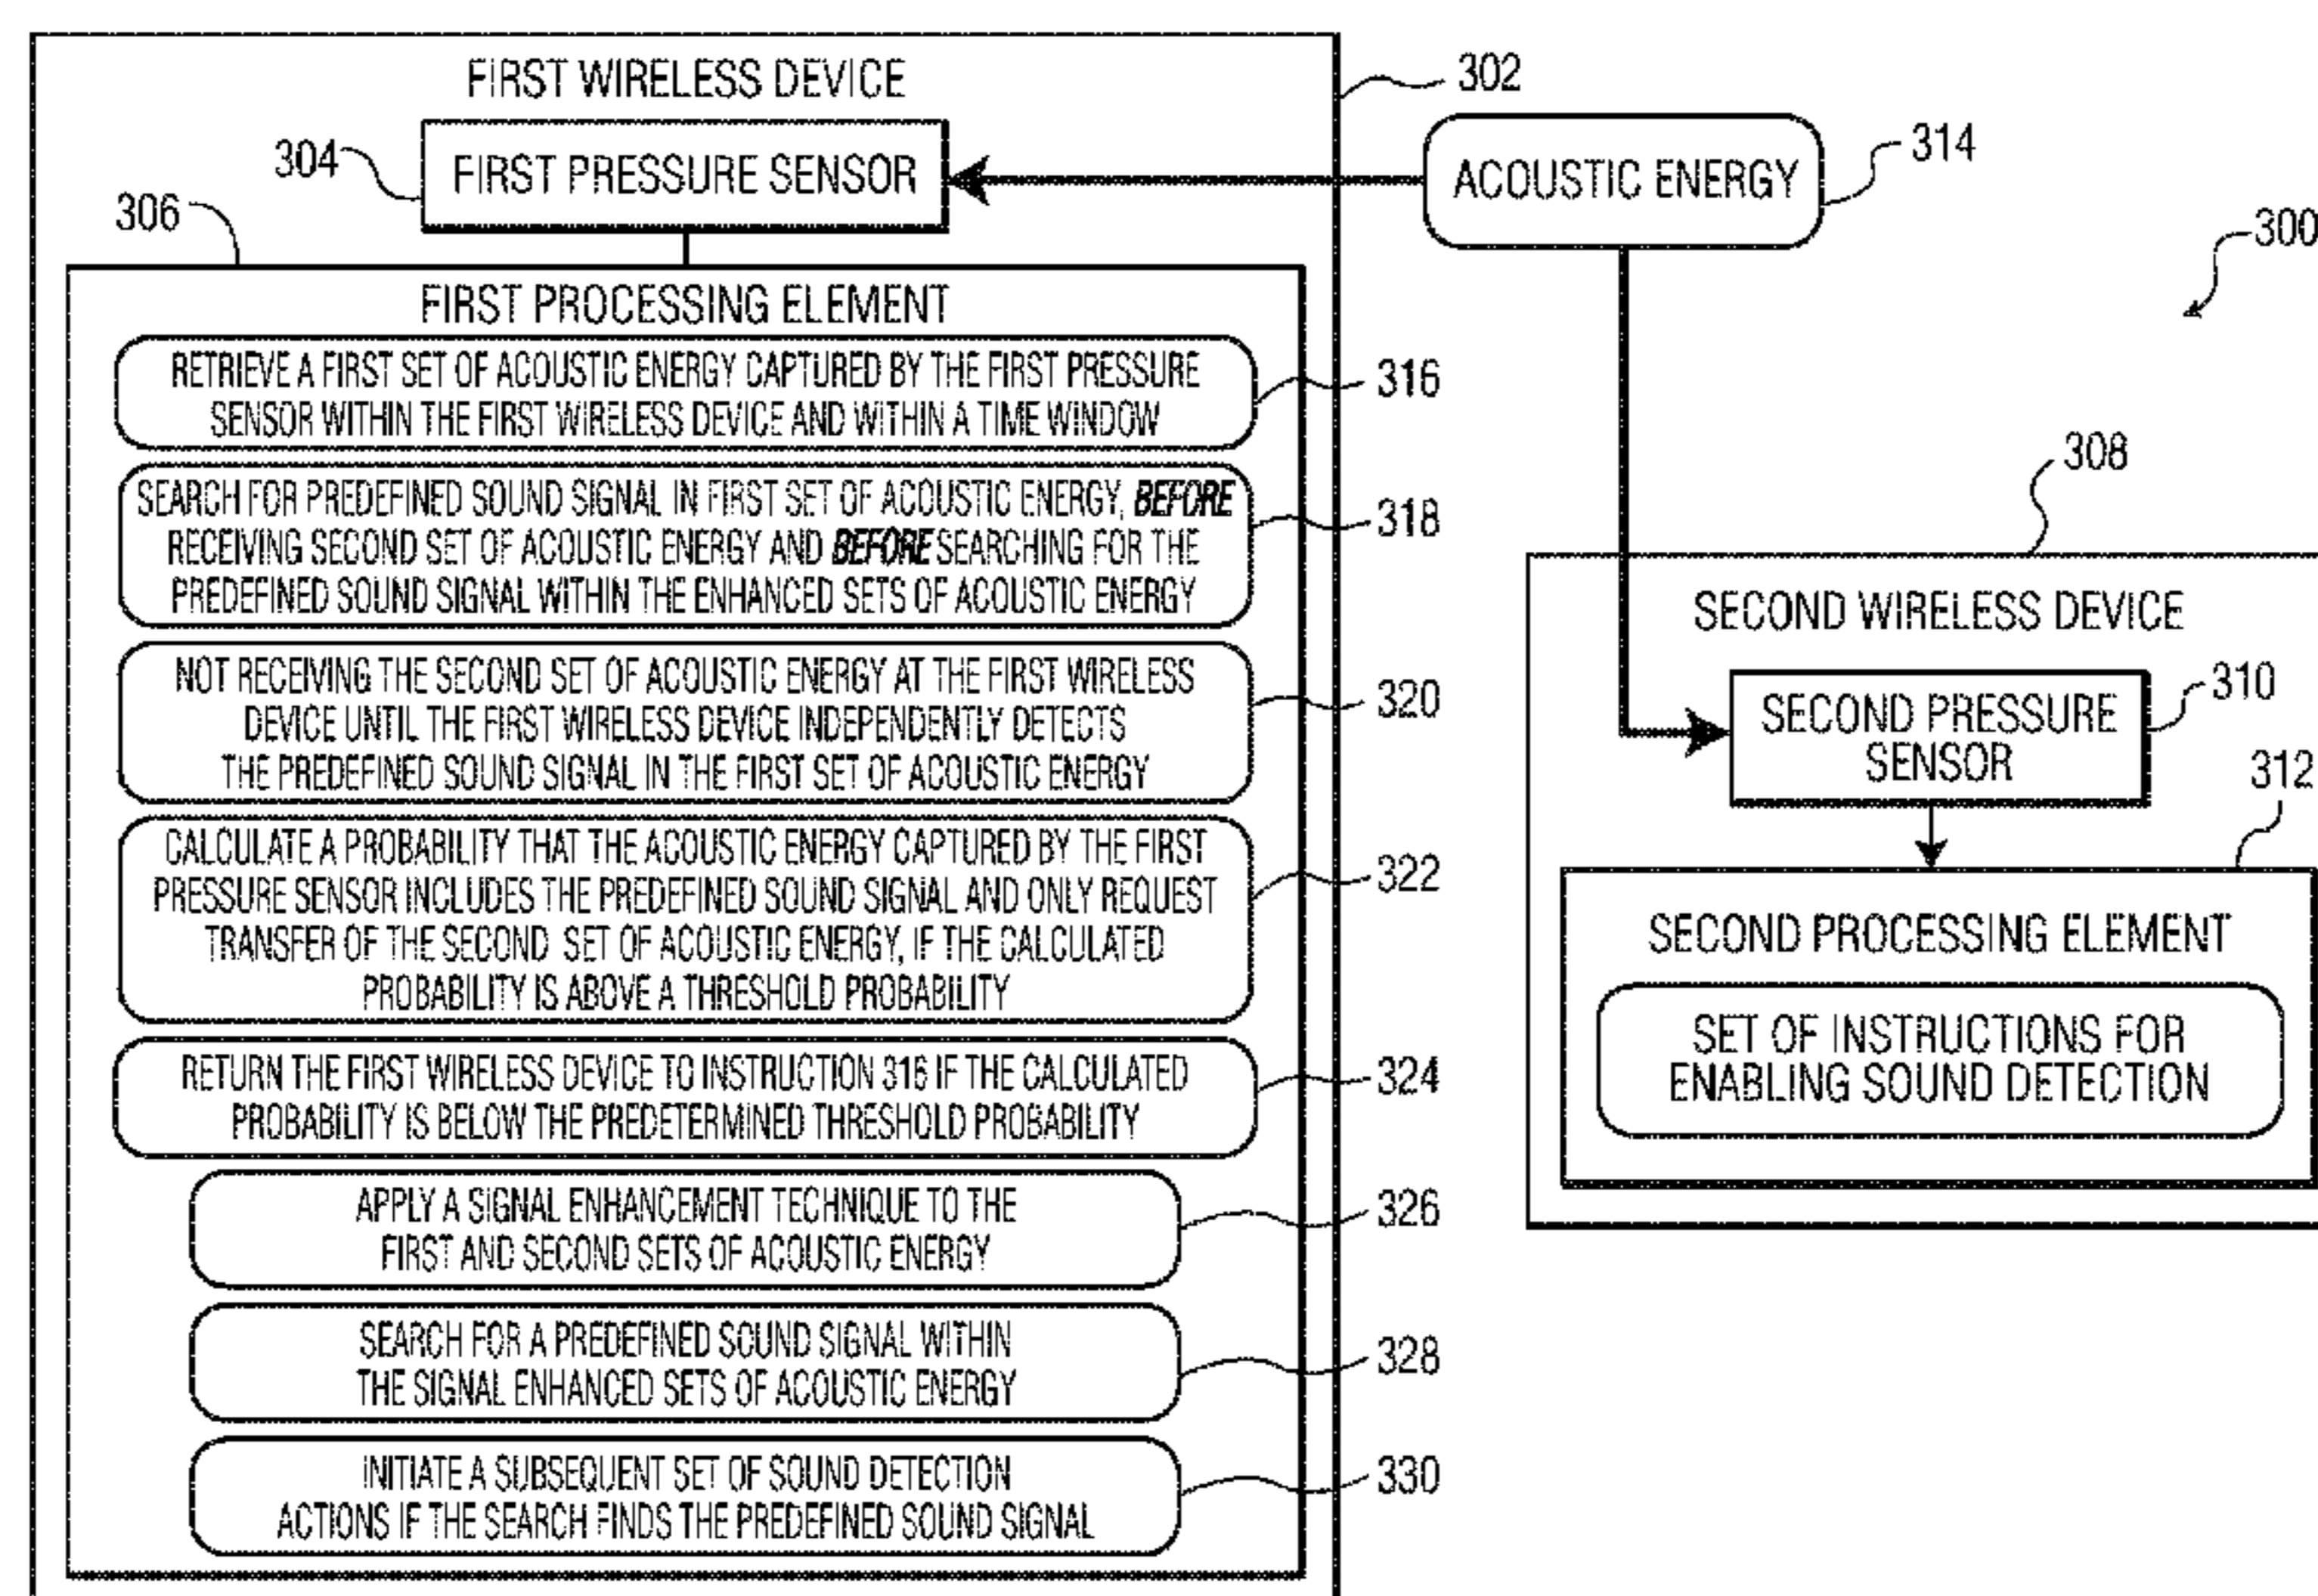 FIRST WIRELESS DEVICE
302
304
FIRST PRESSURE SENSOR
ACOUSTIC ENERGY
314
306
300
FIRST PROCESSING ELEMENT
RETRIEVE A FIRST SET OF ACOUSTIC ENERGY CAPTURED BY THE FIRST PRESSURE
SENSOR WITHIN THE FIRST WIRELESS DEVICE AND WITHIN A TIME WINDOW
316
SEARCH FOR PREDEFINED SOUND SIGNAL IN FIRST SET OF ACOUSTIC ENERGY, BEFORE
RECEIVING SECOND SET OF ACOUSTIC ENERGY AND BEFORE SEARCHING FOR THE
PREDEFINED SOUND SIGNAL WITHIN THE ENHANCED SETS OF ACOUSTIC ENERGY
318
NOT RECEIVING THE SECOND SET OF ACOUSTIC ENERGY AT THE FIRST WIRELESS
DEVICE UNTIL THE FIRST WIRELESS DEVICE INDEPENDENTLY DETECTS
THE PREDEFINED SOUND SIGNAL IN THE FIRST SET OF ACOUSTIC ENERGY
320
CALCULATE A PROBABILITY THAT THE ACOUSTIC ENERGY CAPTURED BY THE FIRST
PRESSURE SENSOR INCLUDES THE PREDEFINED SOUND SIGNAL AND ONLY REQUEST
TRANSFER OF THE SECOND SET OF ACOUSTIC ENERGY, IF THE CALCULATED
PROBABILITY IS ABOVE A THRESHOLD PROBABILITY
322
RETURN THE FIRST WIRELESS DEVICE TO INSTRUCTION 316 IF THE CALCULATED
PROBABILITY IS BELOW THE PREDETERMINED THRESHOLD PROBABILITY
324
APPLY A SIGNAL ENHANCEMENT TECHNIQUE TO THE
FIRST AND SECOND SETS OF ACOUSTIC ENERGY
326
SEARCH FOR A PREDEFINED SOUND SIGNAL WITHIN
THE SIGNAL ENHANCED SETS OF ACOUSTIC ENERGY
328
INITIATE A SUBSEQUENT SET OF SOUND DETECTION
ACTIONS IF THE SEARCH FINDS THE PREDEFINED SOUND SIGNAL
330
308
SECOND WIRELESS DEVICE
SECOND PRESSURE
SENSOR
310
312
SECOND PROCESSING ELEMENT
SET OF INSTRUCTIONS FOR
ENABLING SOUND DETECTION